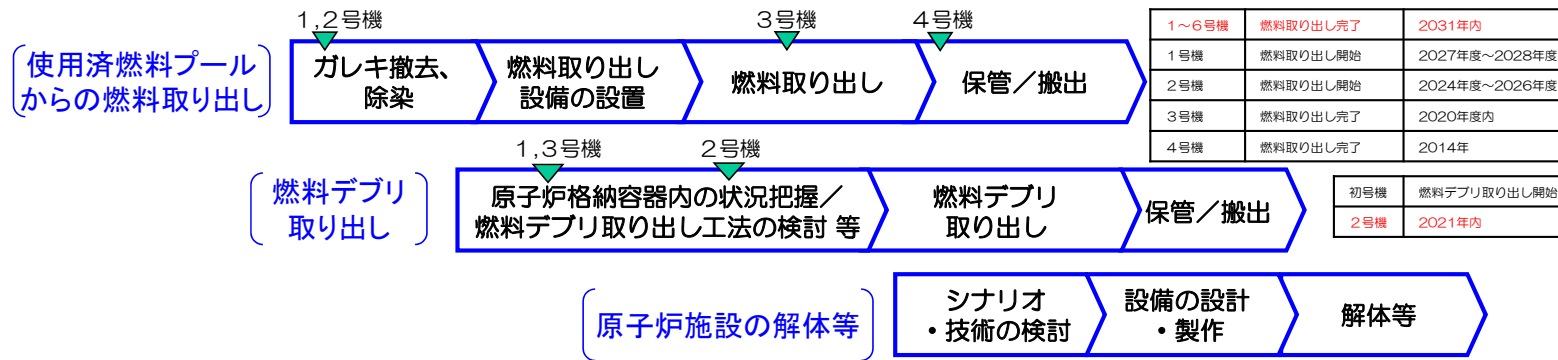 1,2号機
3号機
4号機
使用済燃料プール
からの燃料取り出し
ガレキ撤去、
除染
燃料取り出し
設備の設置
燃料取り出し
保管／搬出
1～6号機 燃料取り出し完了 2031年内
1号機 燃料取り出し開始 2027年度～2028年度
2号機 燃料取り出し開始 2024年度～2026年度
3号機 燃料取り出し完了 2020年度内
4号機 燃料取り出し完了 2014年
1,3号機
2号機
燃料デブリ
取り出し
原子炉格納容器内の状況把握／
燃料デブリ取り出し工法の検討 等
燃料デブリ
取り出し
保管／搬出
初号機 燃料デブリ取り出し開始
2号機 2021年内
原子炉施設の解体等
シナリオ
・技術の検討
設備の設計
・製作
解体等